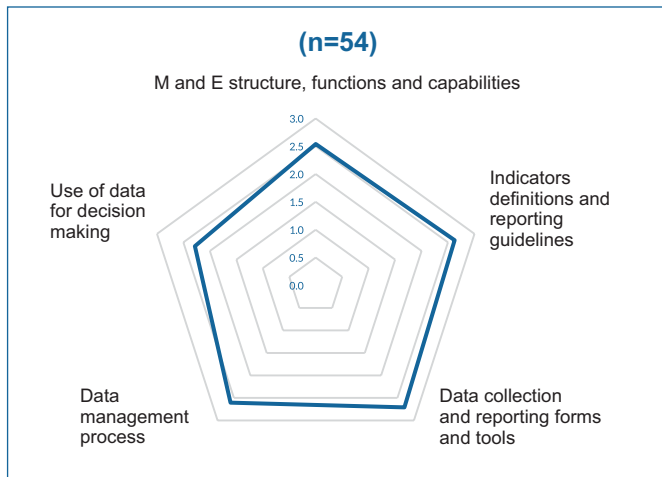 (n=54)
M and E structure, functions and capabilities
3.0
2.5
2.0
1.5
1.0
0.5
0.0
Indicators
definitions and
reporting
guidelines
Use of data
for decision
making
Data
management
process
Data collection
and reporting forms
and tools